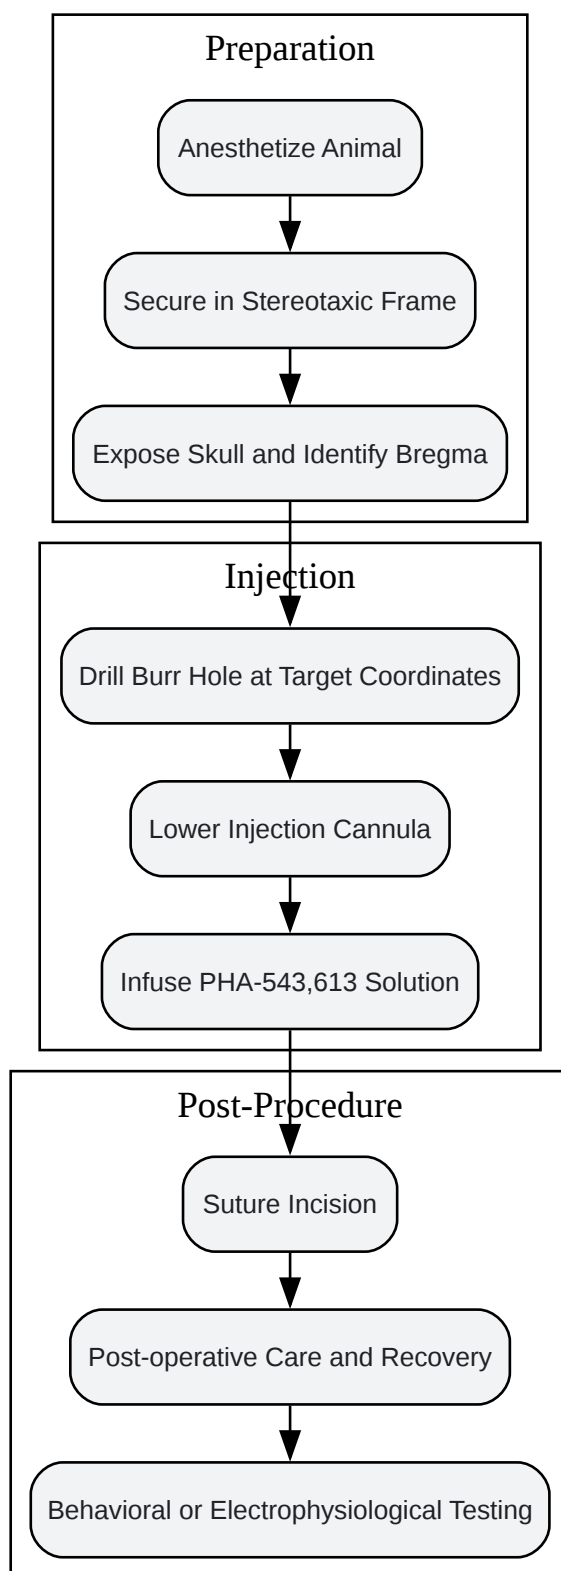 Preparation
Anesthetize Animal
Secure in Stereotaxic Frame
Expose Skull and Identify Bregma
Injection
Drill Burr Hole at Target Coordinates
Lower Injection Cannula
Infuse PHA-543,613 Solution
Post-Procedure
Suture Incision
Post-operative Care and Recovery
Behavioral or Electrophysiological Testing